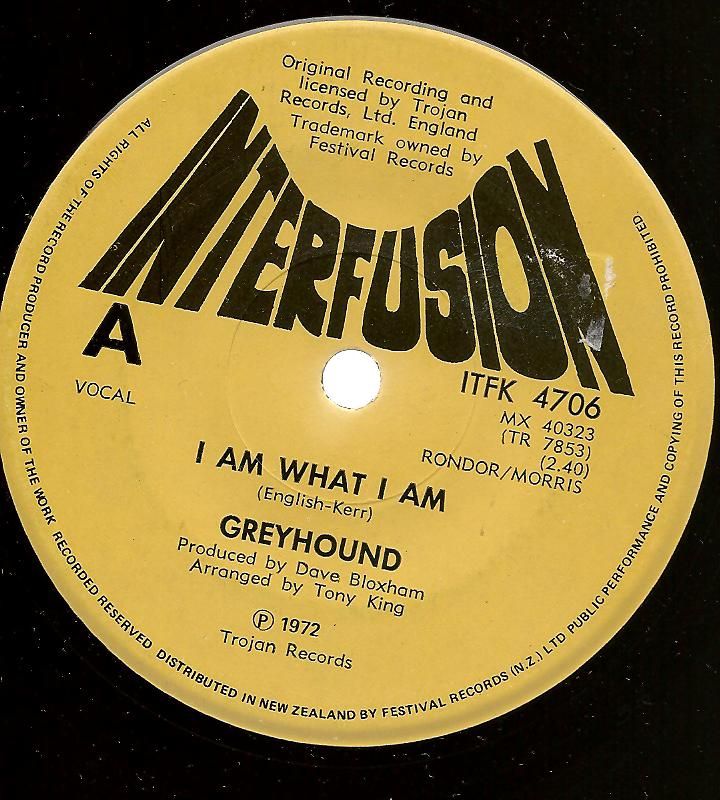 Original Recording and
licensed by Trojan
Records, Ltd. England
Trademark owned by
Festival Records
INTERFUSION
A
VOCAL
ITFK 4706
MX 40323
(TR 7853)
(2.40)
RONDOR/MORRIS
I AM WHAT I AM
(English-Kerr)
GREYHOUND
Produced by Dave Bloxham
Arranged by Tony King
Ⓟ 1972
Trojan Records
ALL RIGHTS OF THE RECORD PRODUCER AND OWNER OF THE WORK RECORDED RESERVED DISTRIBUTED IN NEW ZEALAND BY FESTIVAL RECORDS (N.Z.) LTD PUBLIC PERFORMANCE AND COPYING OF THIS RECORD PROHIBITED.